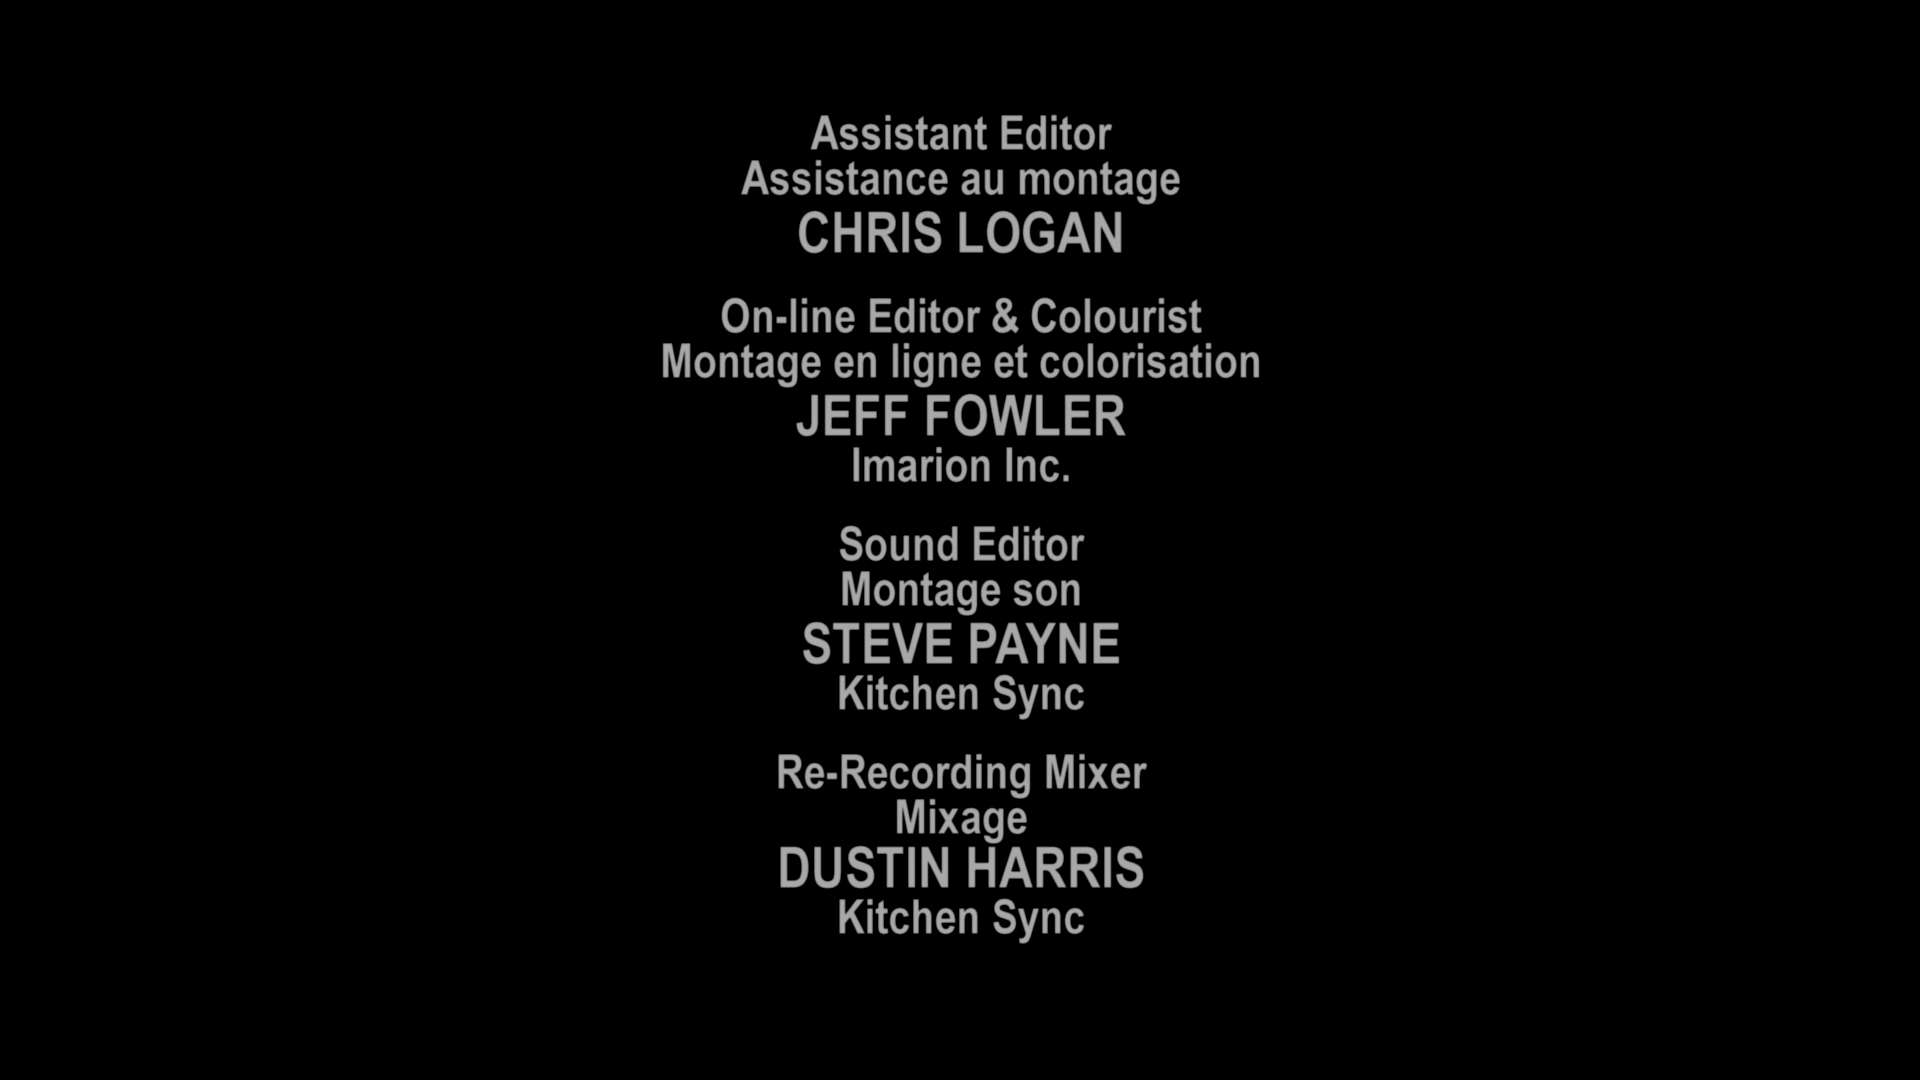 Assistant Editor
Assistance au montage
CHRIS LOGAN
On-line Editor & Colourist
Montage en ligne et colorisation
JEFF FOWLER
Imarion Inc.
Sound Editor
Montage son
STEVE PAYNE
Kitchen Sync
Re-Recording Mixer
Mixage
DUSTIN HARRIS
Kitchen Sync